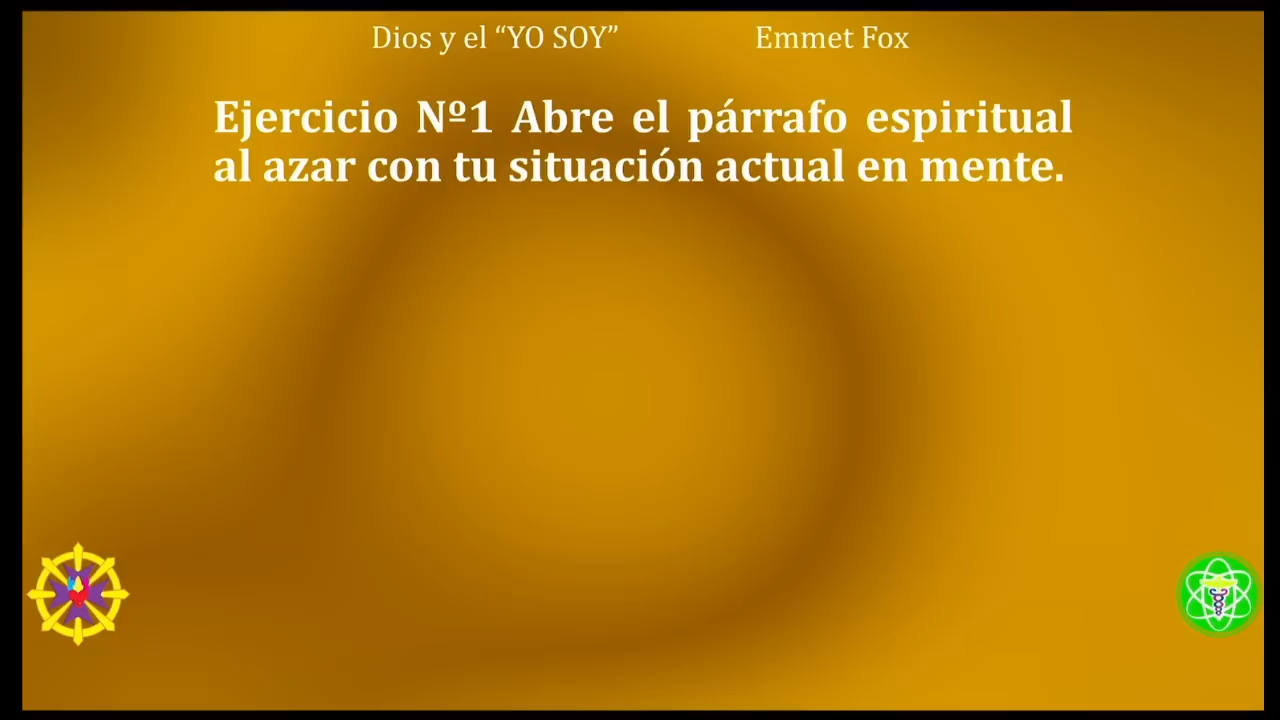 Dios y el “YO SOY” Emmet Fox
Ejercicio Nº1 Abre el párrafo espiritual
al azar con tu situación actual en mente.